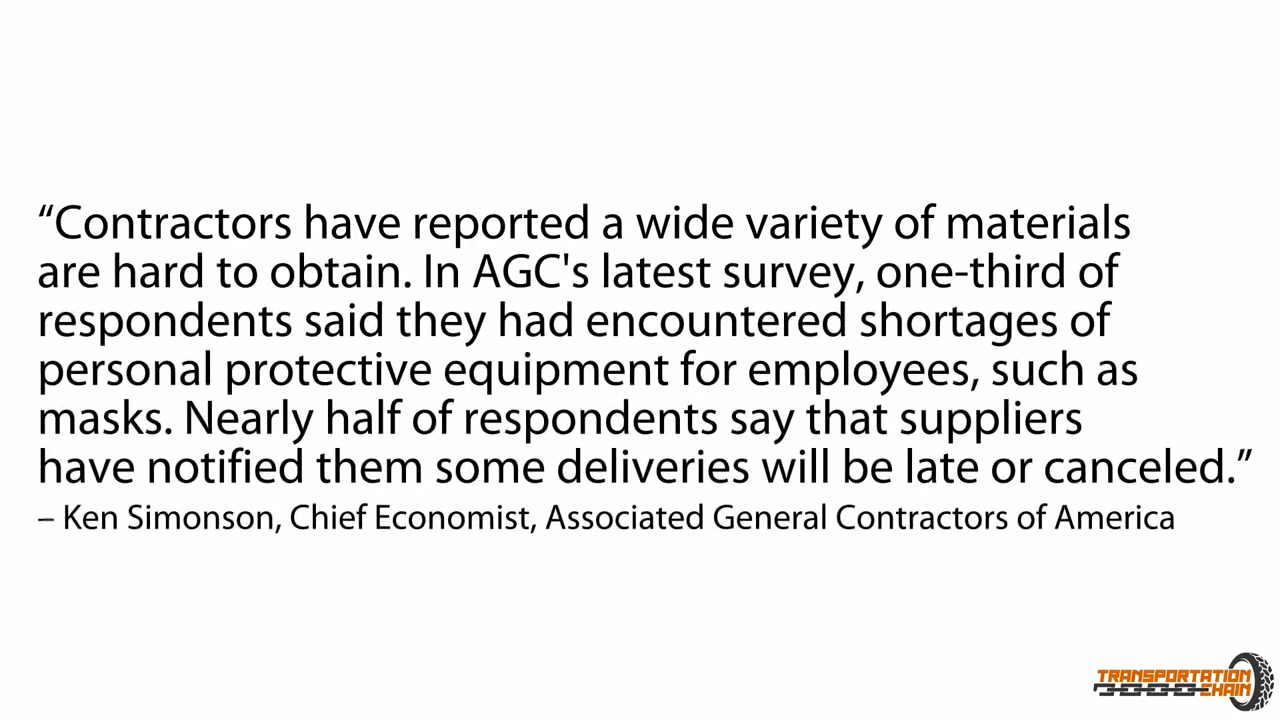 “Contractors have reported a wide variety of materials
are hard to obtain. In AGC's latest survey, one-third of
respondents said they had encountered shortages of
personal protective equipment for employees, such as
masks. Nearly half of respondents say that suppliers
have notified them some deliveries will be late or canceled.”
– Ken Simonson, Chief Economist, Associated General Contractors of America
TRANSPORTATION
CHAIN